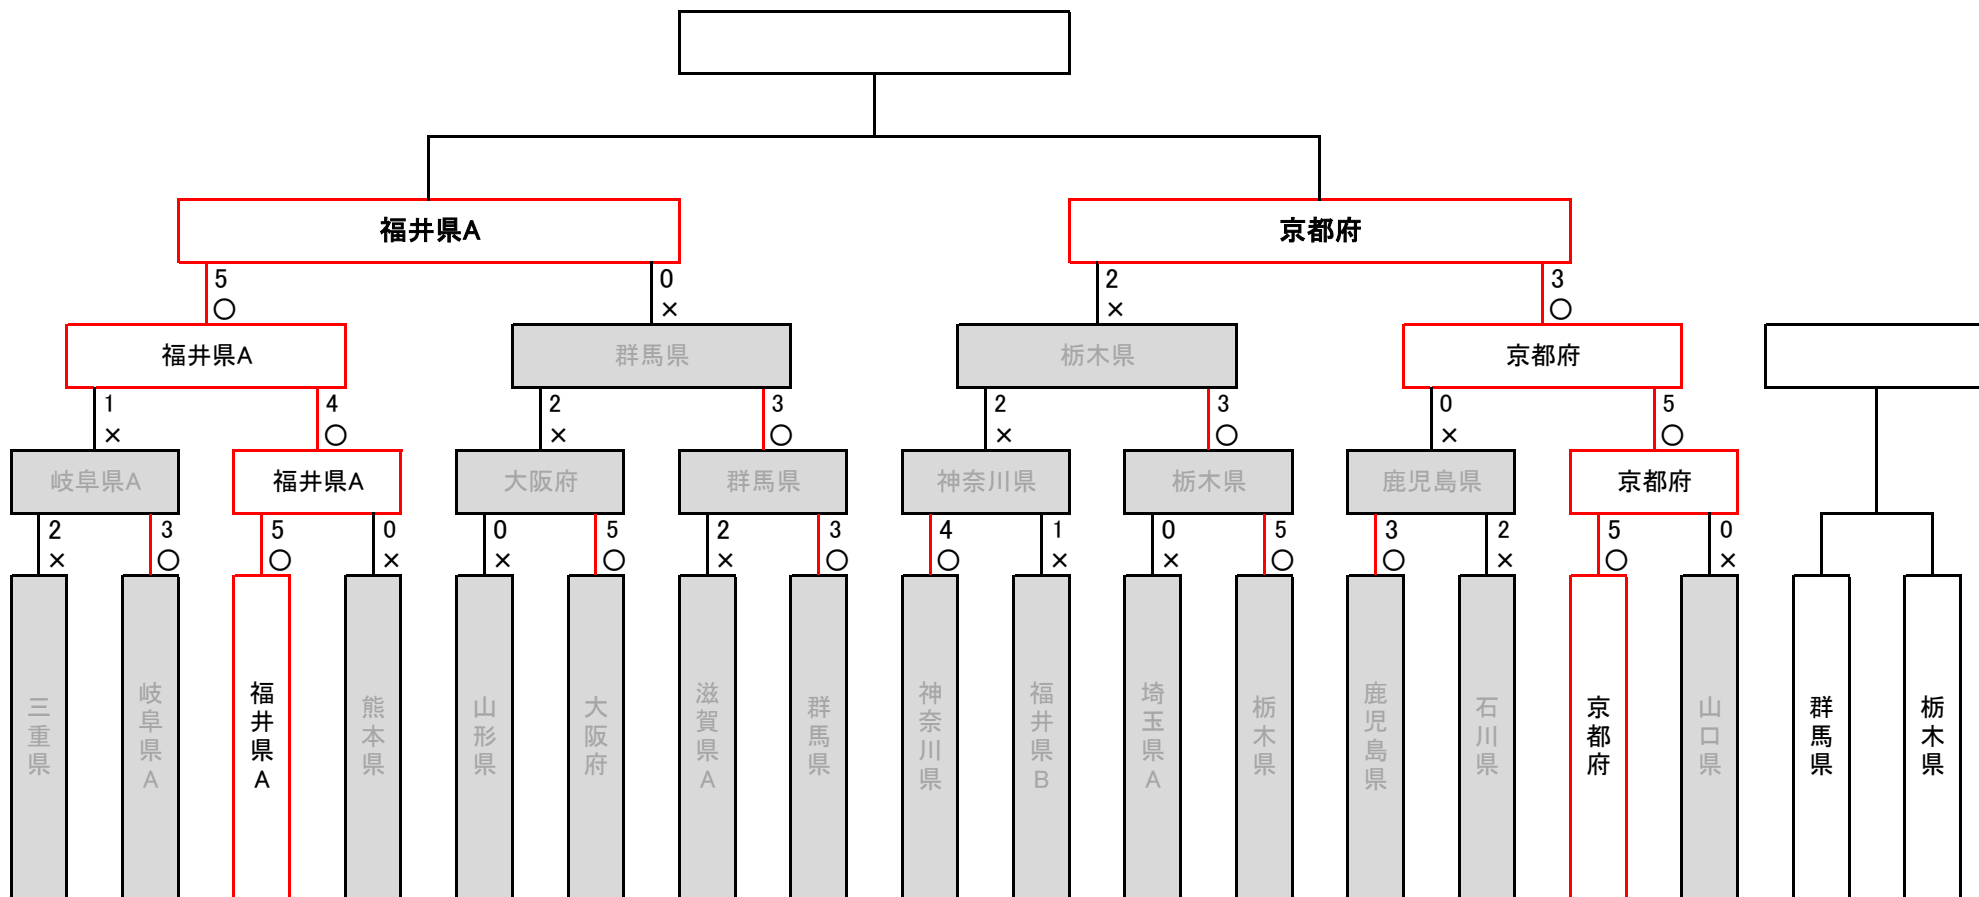 福井県A
京都府
5
0
2
3
○
×
×
○
福井県A
群馬県
栃木県
京都府
1
4
2
3
2
3
0
5
×
○
×
○
×
○
×
○
岐阜県A
福井県A
大阪府
群馬県
神奈川県
栃木県
鹿児島県
京都府
2
3
5
0
0
5
2
3
4
1
0
5
3
2
5
0
×
○
○
×
×
○
×
○
○
×
×
○
○
×
○
×
三重県
岐阜県A
福井県A
熊本県
山形県
大阪府
滋賀県A
群馬県
神奈川県
福井県B
埼玉県A
栃木県
鹿児島県
石川県
京都府
山口県
群馬県
栃木県